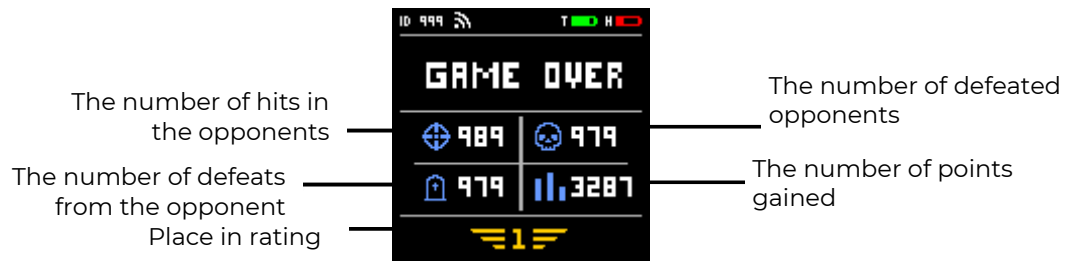 ID 999 T H
GAME OVER
989 979
979 3287
1
The number of hits in
the opponents
The number of defeats
from the opponent
Place in rating
The number of defeated
opponents
The number of points
gained